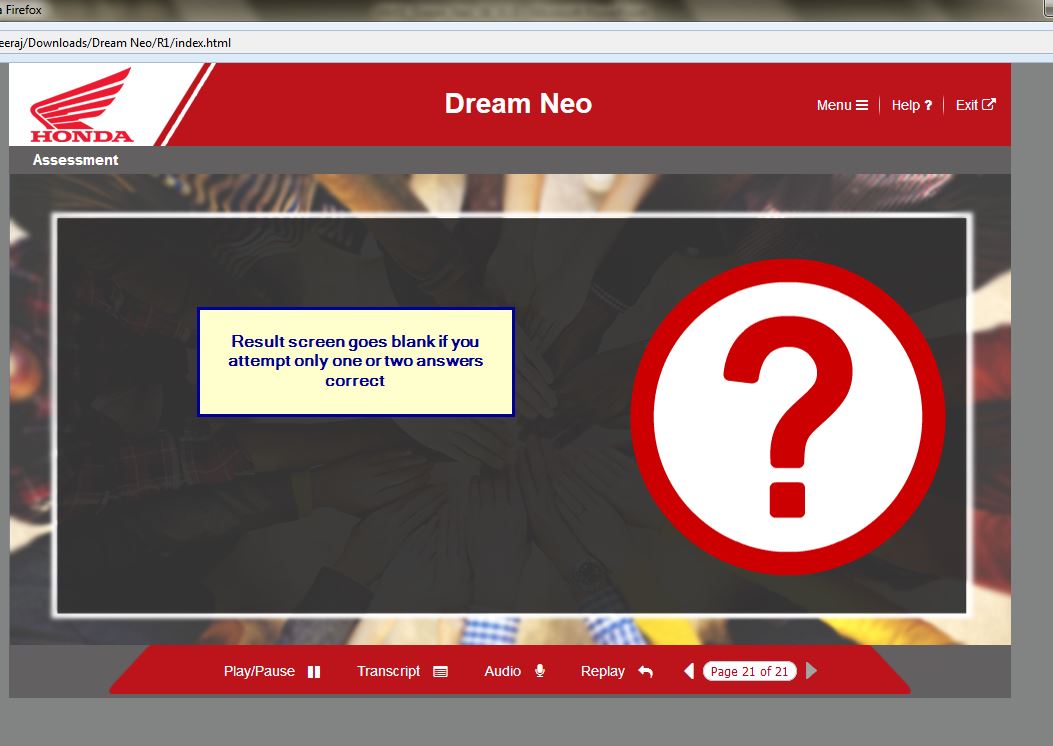 Firefox
eeraj/Downloads/Dream Neo/R1/index.html
HONDA
Dream Neo
Menu
Help ?
Exit
Assessment
Result screen goes blank if you
attempt only one or two answers
correct
?
Play/Pause
Transcript
Audio
Replay
Page 21 of 21